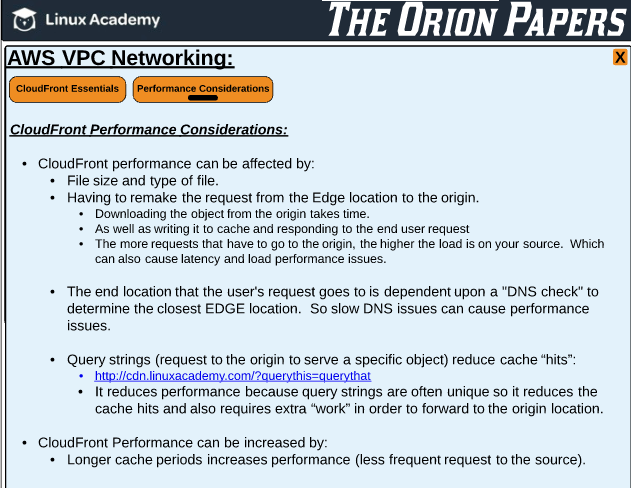 Linux Academy
THE ORION PAPERS
AWS VPC Networking:
X
CloudFront Essentials
Performance Considerations
CloudFront Performance Considerations:
• CloudFront performance can be affected by:
• File size and type of file.
• Having to remake the request from the Edge location to the origin.
• Downloading the object from the origin takes time.
• As well as writing it to cache and responding to the end user request
• The more requests that have to go to the origin, the higher the load is on your source. Which
can also cause latency and load performance issues.
• The end location that the user's request goes to is dependent upon a "DNS check" to
determine the closest EDGE location. So slow DNS issues can cause performance
issues.
• Query strings (request to the origin to serve a specific object) reduce cache “hits”:
• http://cdn.linuxacademy.com/?querythis=querythat
• It reduces performance because query strings are often unique so it reduces the
cache hits and also requires extra “work” in order to forward to the origin location.
• CloudFront Performance can be increased by:
• Longer cache periods increases performance (less frequent request to the source).